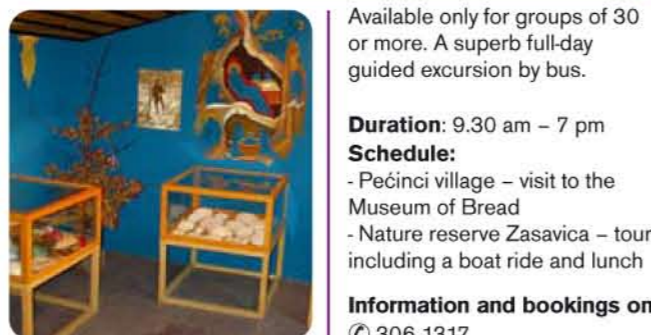 Available only for groups of 30
or more. A superb full-day
guided excursion by bus.
Duration: 9.30 am – 7 pm
Schedule:
- Pećinci village – visit to the
Museum of Bread
- Nature reserve Zasavica – tour
including a boat ride and lunch
Information and bookings on
✆ 306 1317